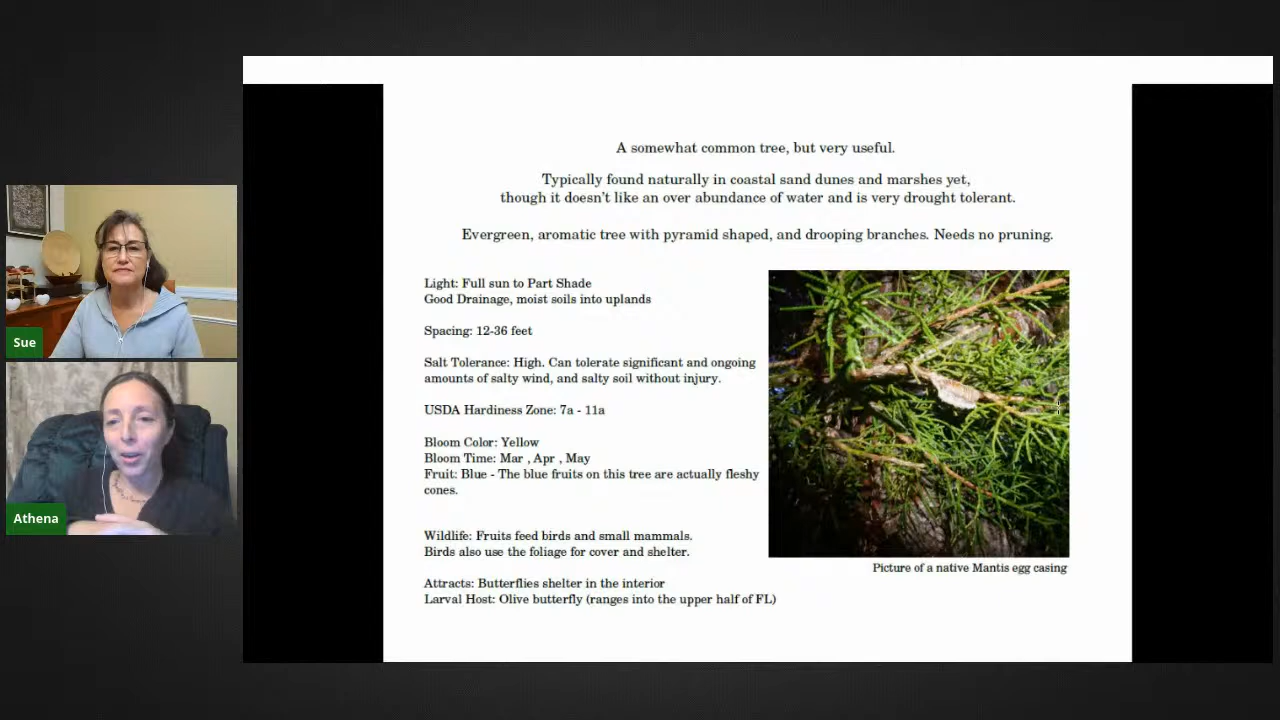 A somewhat common tree, but very useful.
Typically found naturally in coastal sand dunes and marshes yet,
though it doesn't like an over abundance of water and is very drought tolerant.
Evergreen, aromatic tree with pyramid shaped, and drooping branches. Needs no pruning.
Light: Full sun to Part Shade
Good Drainage, moist soils into uplands
Spacing: 12-36 feet
Salt Tolerance: High. Can tolerate significant and ongoing
amounts of salty wind, and salty soil without injury.
USDA Hardiness Zone: 7a - 11a
Bloom Color: Yellow
Bloom Time: Mar , Apr , May
Fruit: Blue - The blue fruits on this tree are actually fleshy
cones.
Wildlife: Fruits feed birds and small mammals.
Birds also use the foliage for cover and shelter.
Attracts: Butterflies shelter in the interior
Larval Host: Olive butterfly (ranges into the upper half of FL)
Picture of a native Mantis egg casing
Sue
Athena